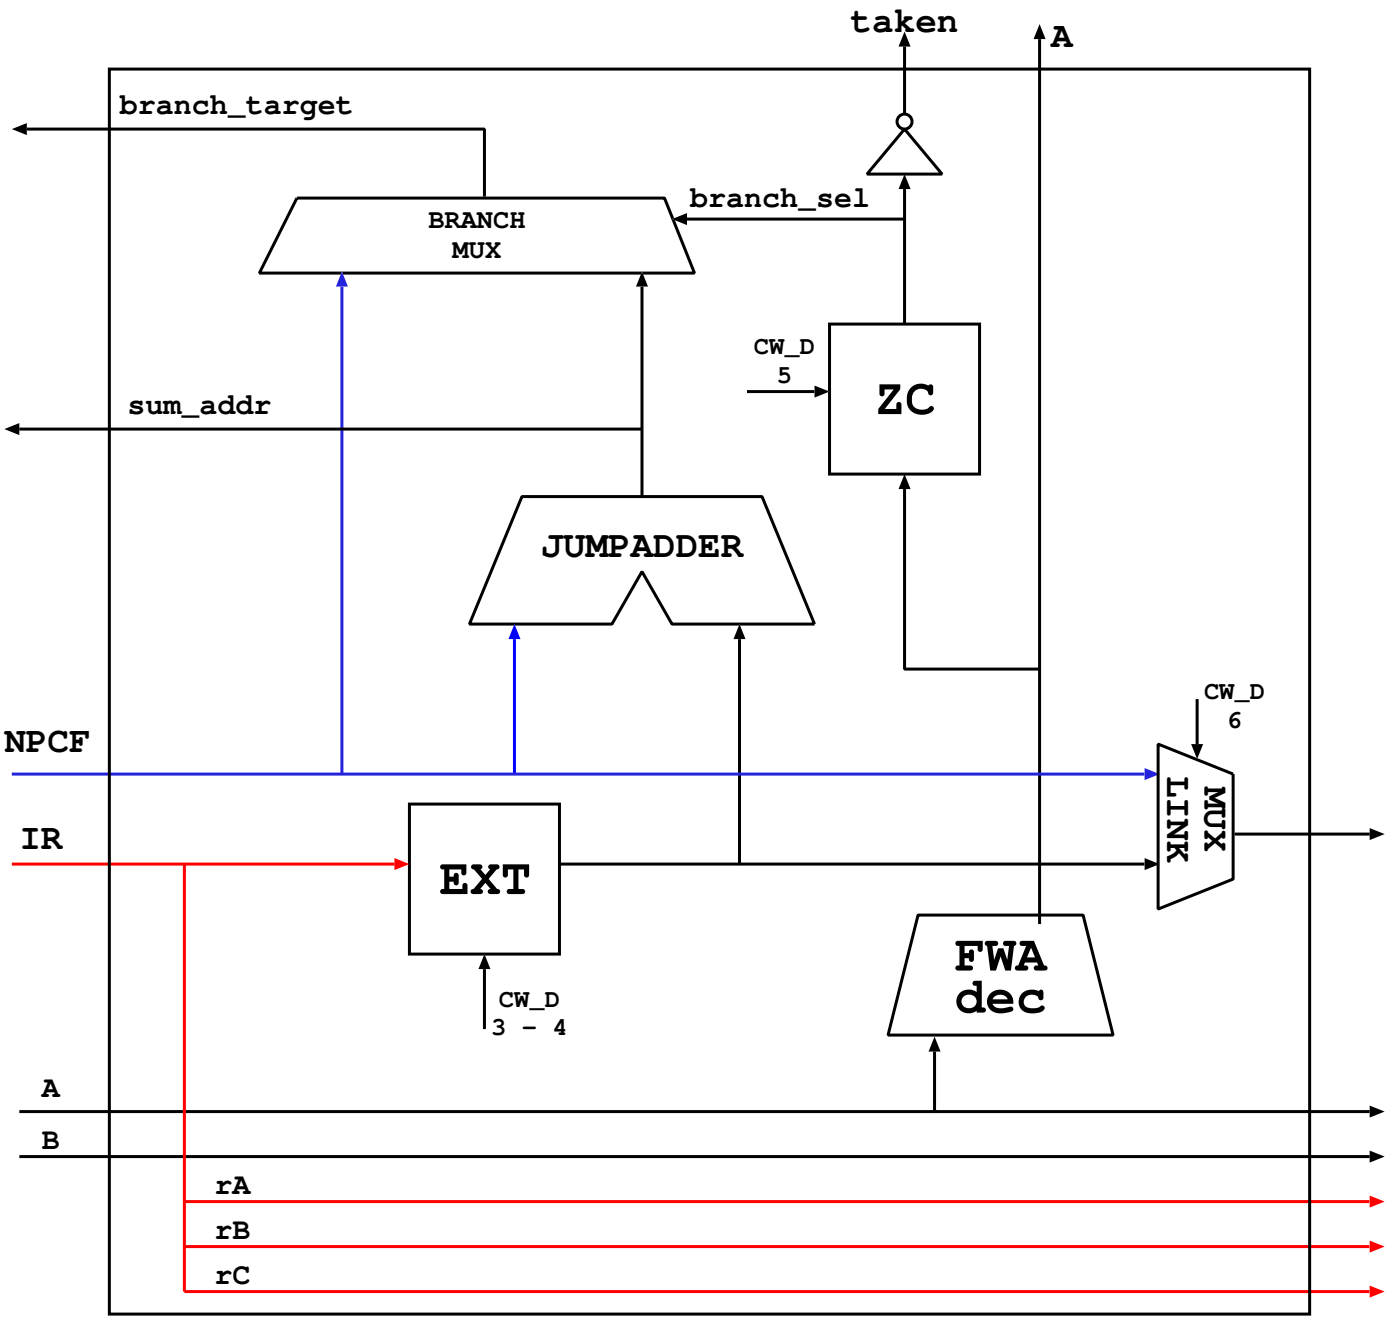 taken
A
branch_target
branch_sel
BRANCH
MUX
CW_D
5
ZC
sum_addr
JUMPADDER
CW_D
6
NPCF
MUX
LINK
IR
EXT
FWA
dec
CW_D
3 – 4
A
B
rA
rB
rC